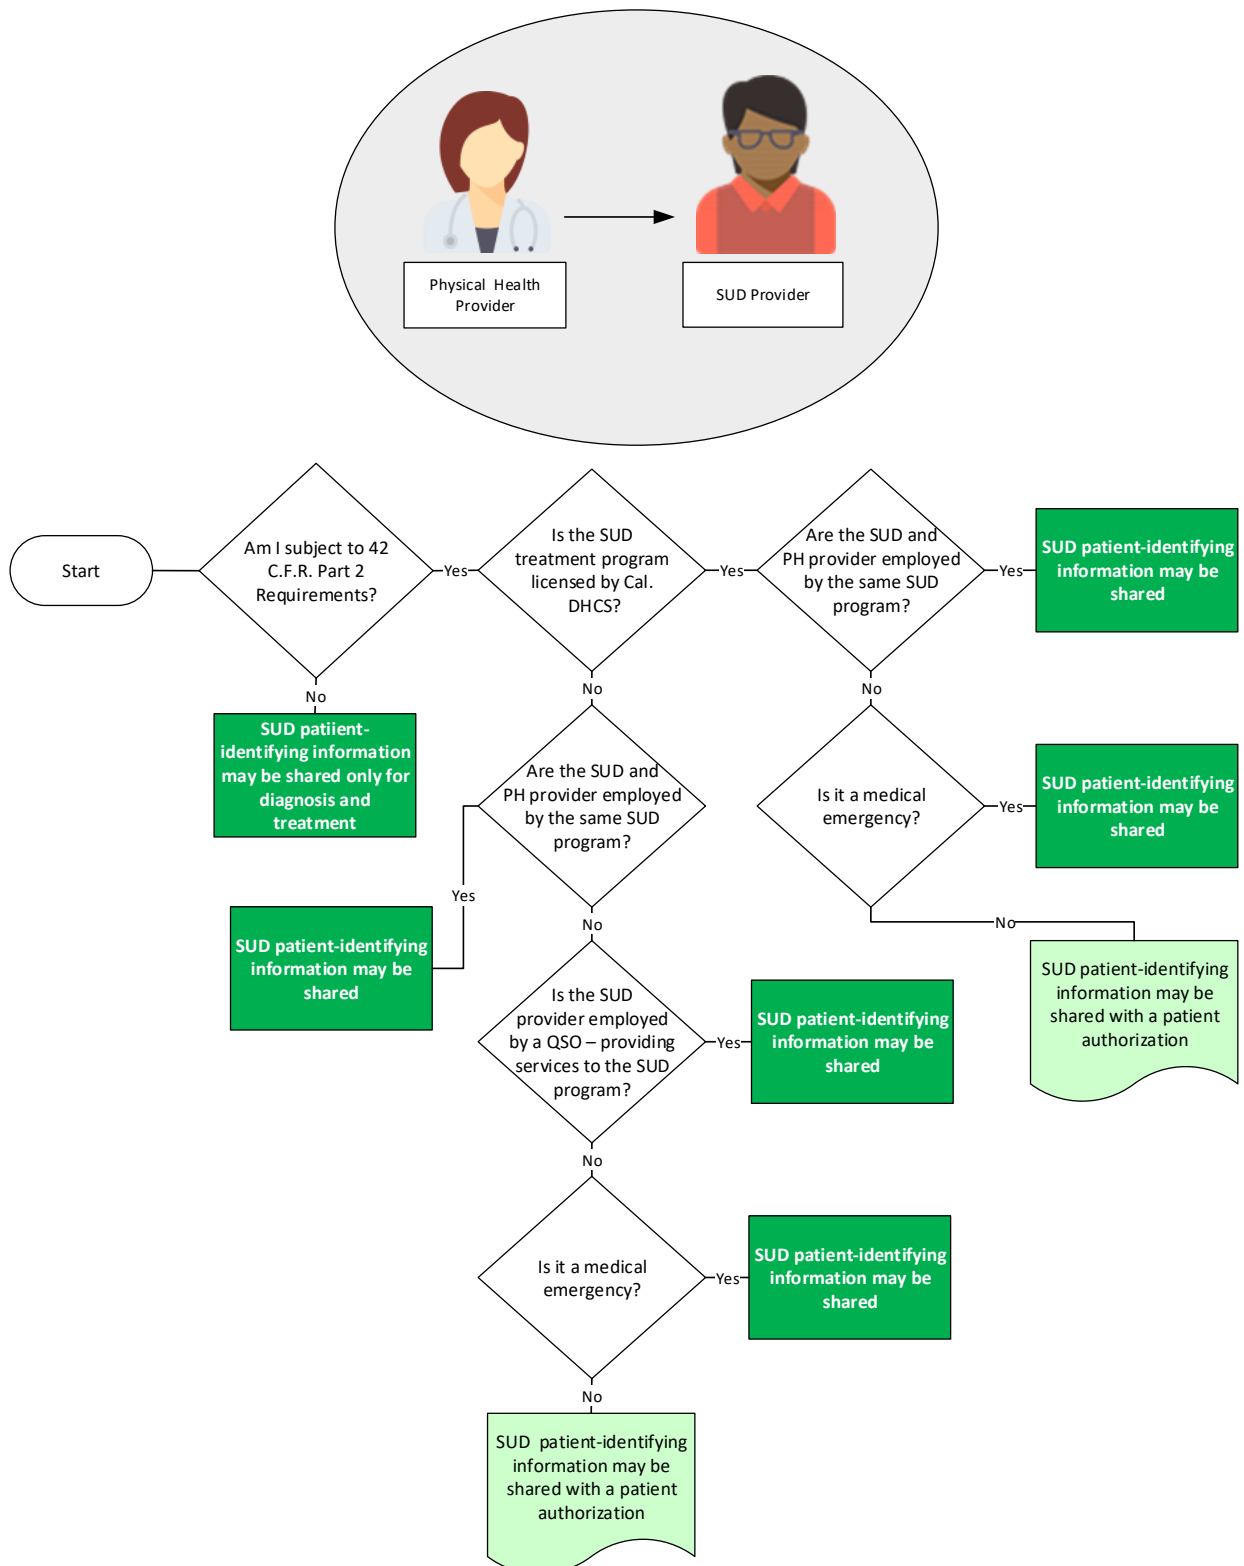 Physical Health
Provider
SUD Provider
Start
Am I subject to 42
C.F.R. Part 2
Requirements?
Yes
Is the SUD
treatment program
licensed by Cal.
DHCS?
Yes
Are the SUD and
PH provider employed
by the same SUD
program?
Yes
SUD patient-identifying
information may be
shared
No
No
No
SUD patiient-
identifying information
may be shared only for
diagnosis and
treatment
Are the SUD and
PH provider employed
by the same SUD
program?
Is it a medical
emergency?
Yes
SUD patient-identifying
information may be
shared
Yes
No
No
SUD patient-identifying
information may be
shared
Is the SUD
provider employed
by a QSO – providing
services to the SUD
program?
Yes
SUD patient-identifying
information may be
shared
SUD patient-identifying
information may be
shared with a patient
authorization
No
Is it a medical
emergency?
Yes
SUD patient-identifying
information may be
shared
No
SUD patient-identifying
information may be
shared with a patient
authorization